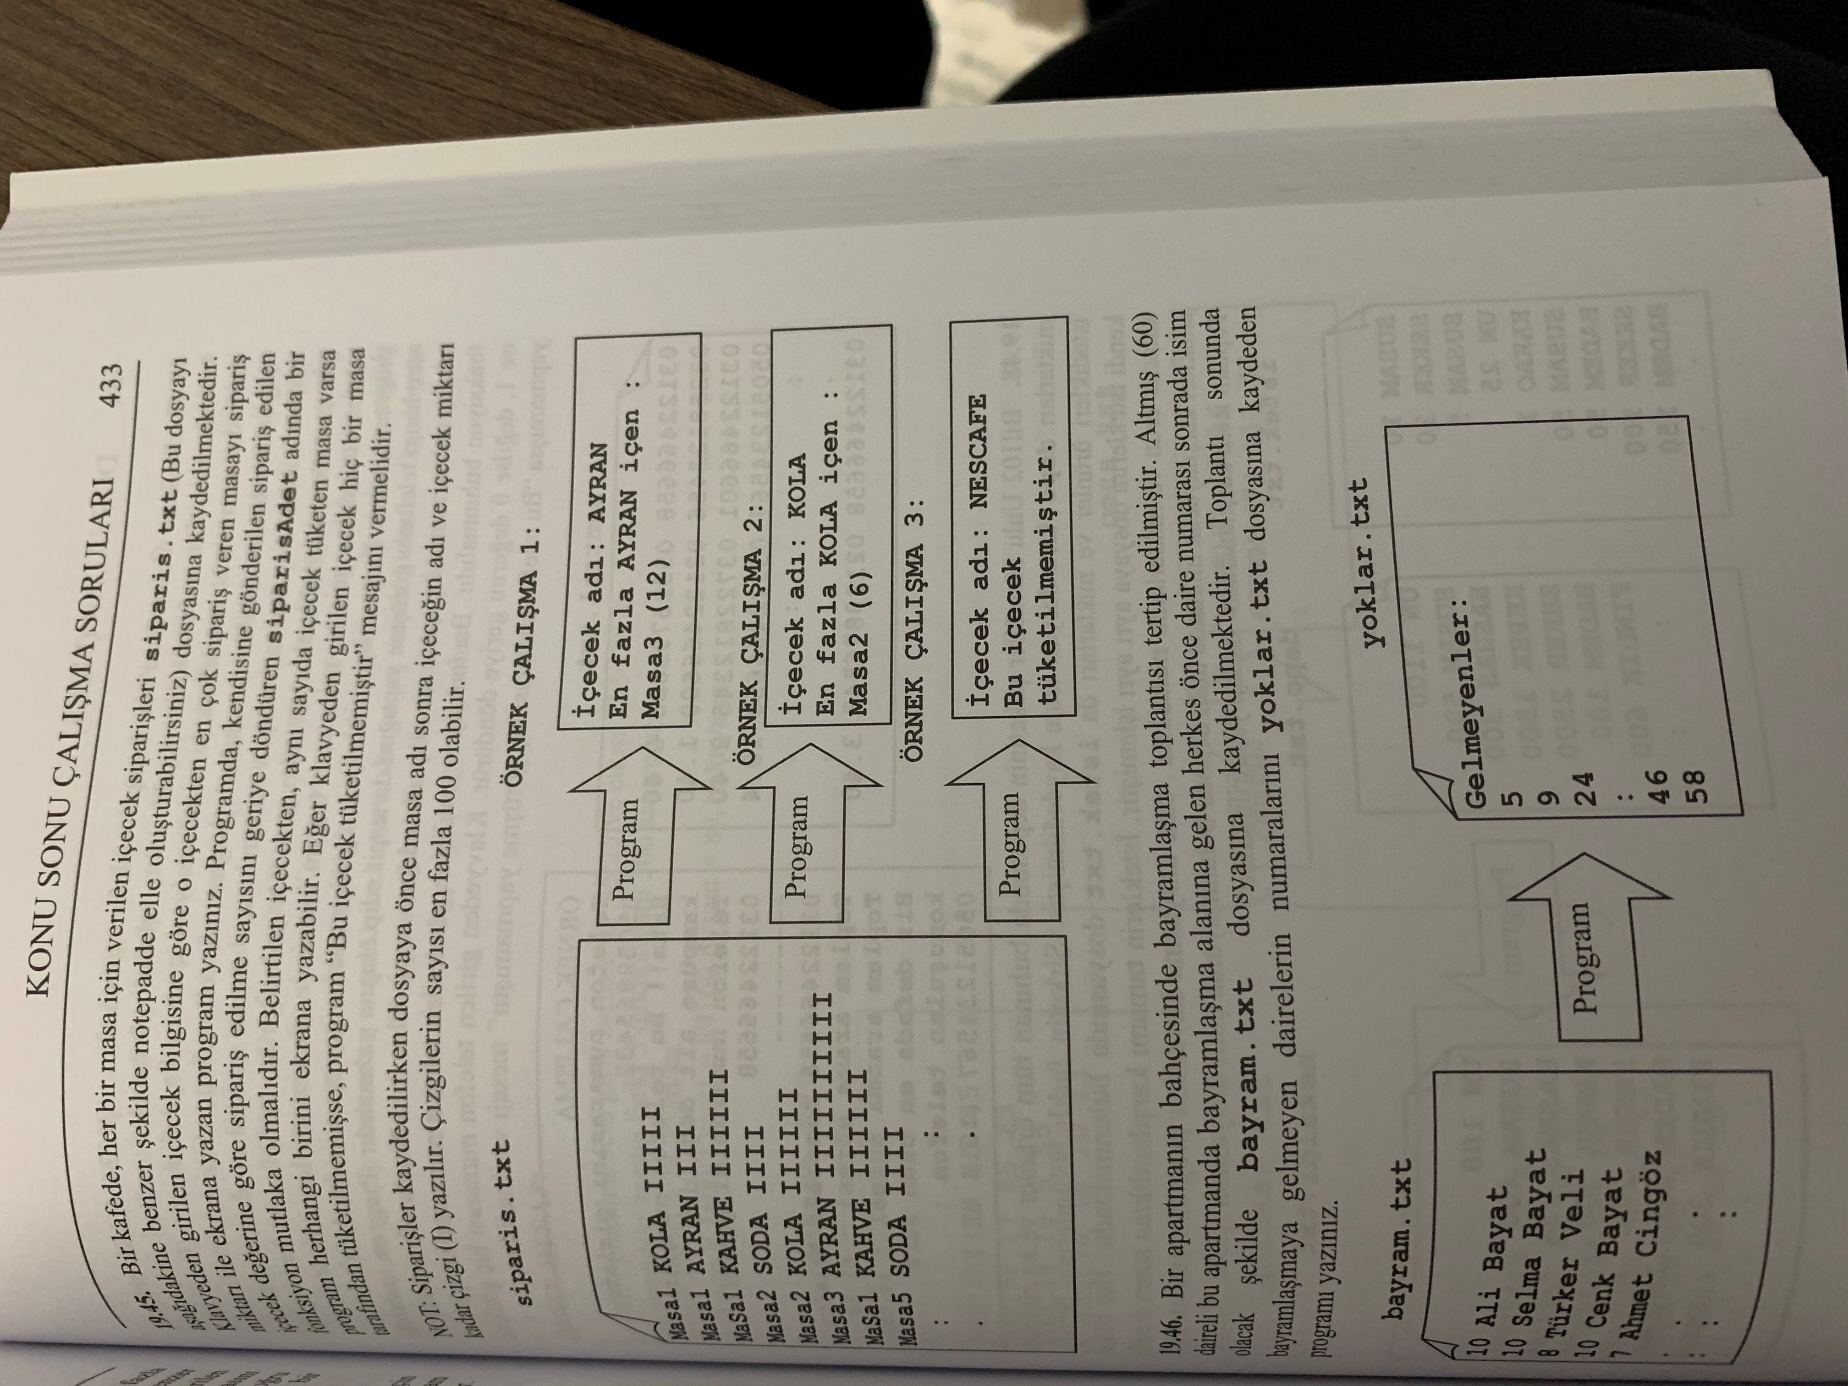 KONU SONU ÇALIŞMA SORULARI 433
19.45. Bir kafede, her bir masa için verilen içecek siparişleri siparis.txt (Bu dosyayı
aşağıdakine benzer şekilde notepadde elle oluşturabilirsiniz) dosyasına kaydedilmektedir.
Klavyeden girilen içecek bilgisine göre o içecekten en çok sipariş veren masayı sipariş
miktarı ile ekrana yazan program yazınız. Programda, kendisine gönderilen sipariş edilen
içecek değerine göre sipariş edilme sayısını geriye döndüren siparisAdet adında bir
fonksiyon mutlaka olmalıdır. Belirtilen içecekten, aynı sayıda içecek tüketen masa varsa
program herhangi birini ekrana yazabilir. Eğer klavyeden girilen içecek hiç bir masa
tarafından tüketilmemişse, program “Bu içecek tüketilmemiştir” mesajını vermelidir.
NOT: Siparişler kaydedilirken dosyaya önce masa adı sonra içeceğin adı ve içecek miktarı
kadar çizgi (I) yazılır. Çizgilerin sayısı en fazla 100 olabilir.
siparis.txt
Masa1 KOLA IIIII
Masa1 AYRAN III
MaSa1 KAHVE IIIIII
Masa2 SODA IIII
Masa2 KOLA IIIIII
Masa3 AYRAN IIIIIIIIIIII
MaSa1 KAHVE IIIIII
Masa5 SODA IIII
: :
. .
ÖRNEK ÇALIŞMA 1:
Program
İçecek adı: AYRAN
En fazla AYRAN içen :
Masa3 (12)
ÖRNEK ÇALIŞMA 2:
Program
İçecek adı: KOLA
En fazla KOLA içen :
Masa2 (6)
ÖRNEK ÇALIŞMA 3:
Program
İçecek adı: NESCAFE
Bu içecek
tüketilmemiştir.
19.46. Bir apartmanın bahçesinde bayramlaşma toplantısı tertip edilmiştir. Altmış (60)
daireli bu apartmanda bayramlaşma alanına gelen herkes önce daire numarası sonrada isim
olacak şekilde bayram.txt dosyasına kaydedilmektedir. Toplantı sonunda
bayramlaşmaya gelmeyen dairelerin numaralarını yoklar.txt dosyasına kaydeden
programı yazınız.
bayram.txt
10 Ali Bayat
10 Selma Bayat
8 Türker Veli
10 Cenk Bayat
7 Ahmet Cingöz
. .
: :
Program
yoklar.txt
Gelmeyenler:
5
9
24
:
46
58